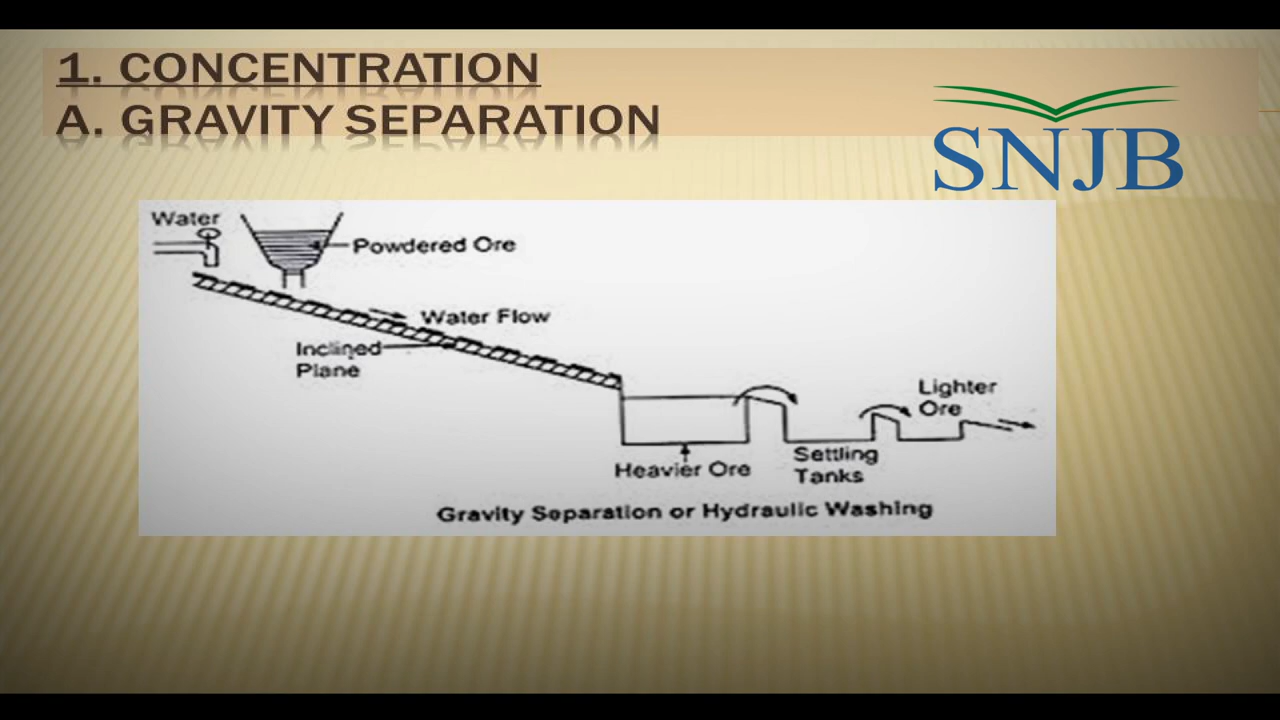 1. CONCENTRATION
A. GRAVITY SEPARATION
SNJB
Water
Powdered Ore
Water Flow
Inclined
Plane
Lighter
Ore
Heavier Ore
Settling
Tanks
Gravity Separation or Hydraulic Washing